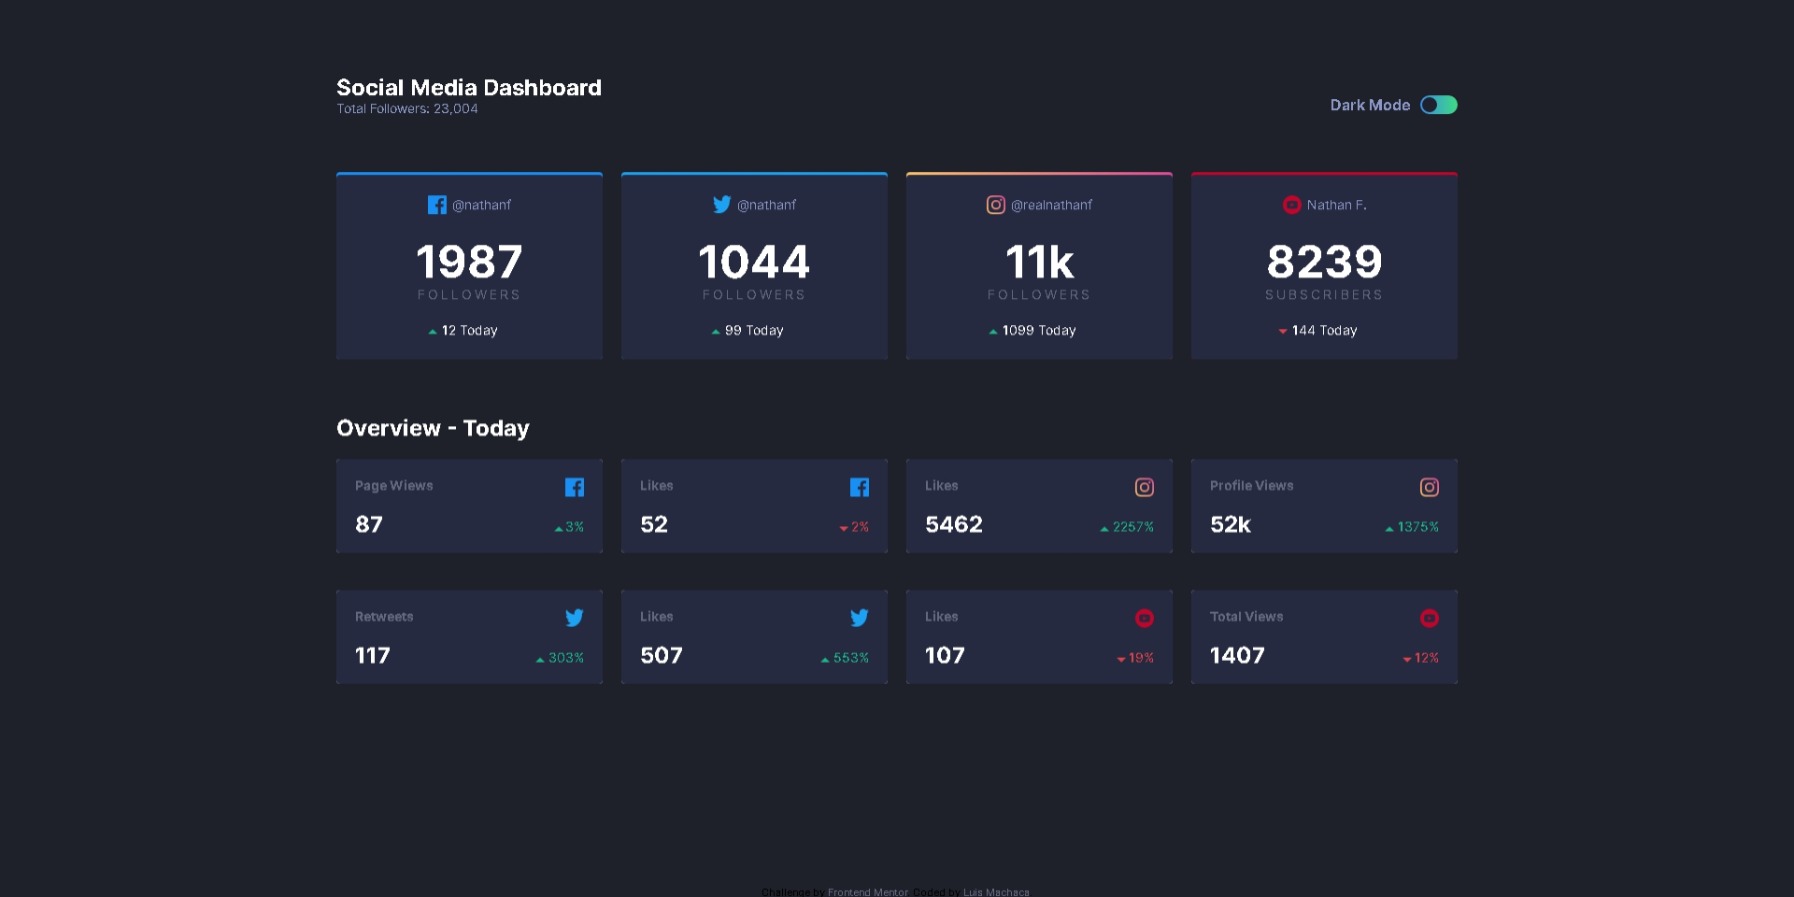 Social Media Dashboard
Total Followers: 23,004
Dark Mode
@nathanf
1987
FOLLOWERS
12 Today
@nathanf
1044
FOLLOWERS
99 Today
@realnathanf
11k
FOLLOWERS
1099 Today
Nathan F.
8239
SUBSCRIBERS
144 Today
Overview - Today
Page Wiews
87
3%
Likes
52
2%
Likes
5462
2257%
Profile Views
52k
1375%
Retweets
117
303%
Likes
507
553%
Likes
107
19%
Total Views
1407
12%
Challenge by Frontend Mentor. Coded by Luis Machaca